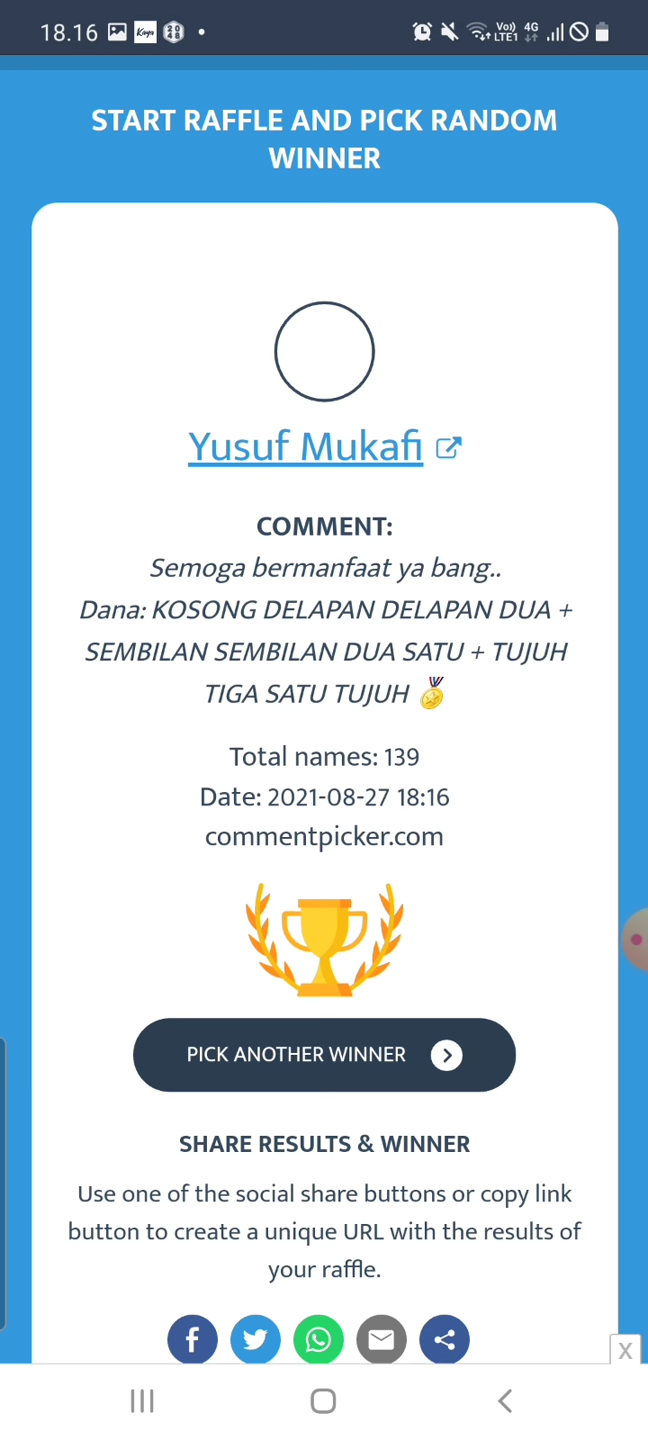 18.16
Vo)) 4G
LTE1
START RAFFLE AND PICK RANDOM
WINNER
Yusuf Mukafi
COMMENT:
Semoga bermanfaat ya bang..
Dana: KOSONG DELAPAN DELAPAN DUA +
SEMBILAN SEMBILAN DUA SATU + TUJUH
TIGA SATU TUJUH 🏅
Total names: 139
Date: 2021-08-27 18:16
commentpicker.com
PICK ANOTHER WINNER
SHARE RESULTS & WINNER
Use one of the social share buttons or copy link
button to create a unique URL with the results of
your raffle.
X